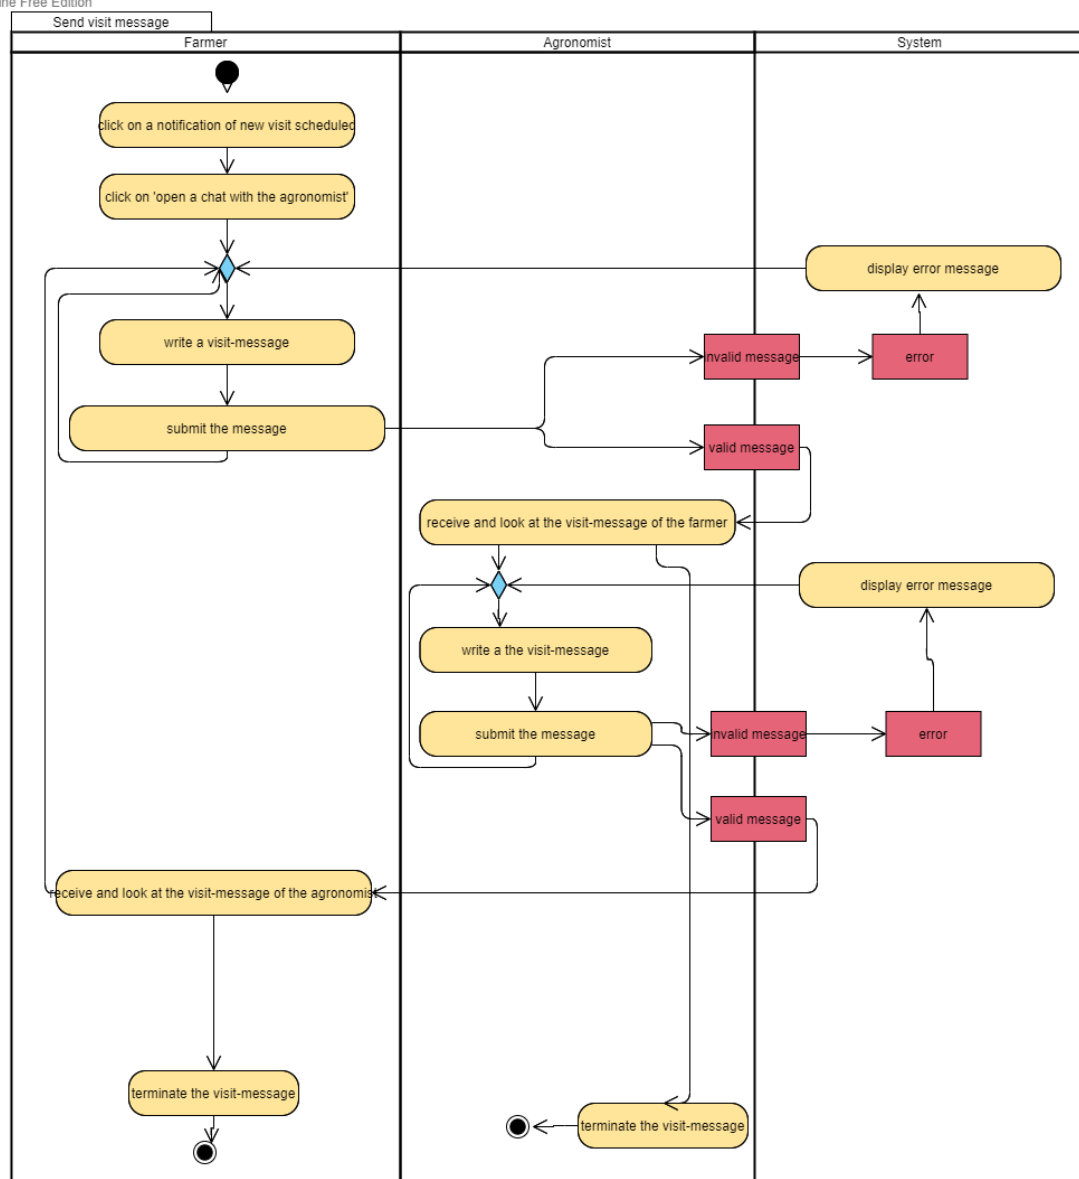 ne Free Edition
Send visit message
Farmer
Agronomist
System
click on a notification of new visit scheduled
click on 'open a chat with the agronomist'
display error message
write a visit-message
nvalid message
error
submit the message
valid message
receive and look at the visit-message of the farmer
display error message
write a the visit-message
submit the message
nvalid message
error
valid message
receive and look at the visit-message of the agronomist
terminate the visit-message
terminate the visit-message